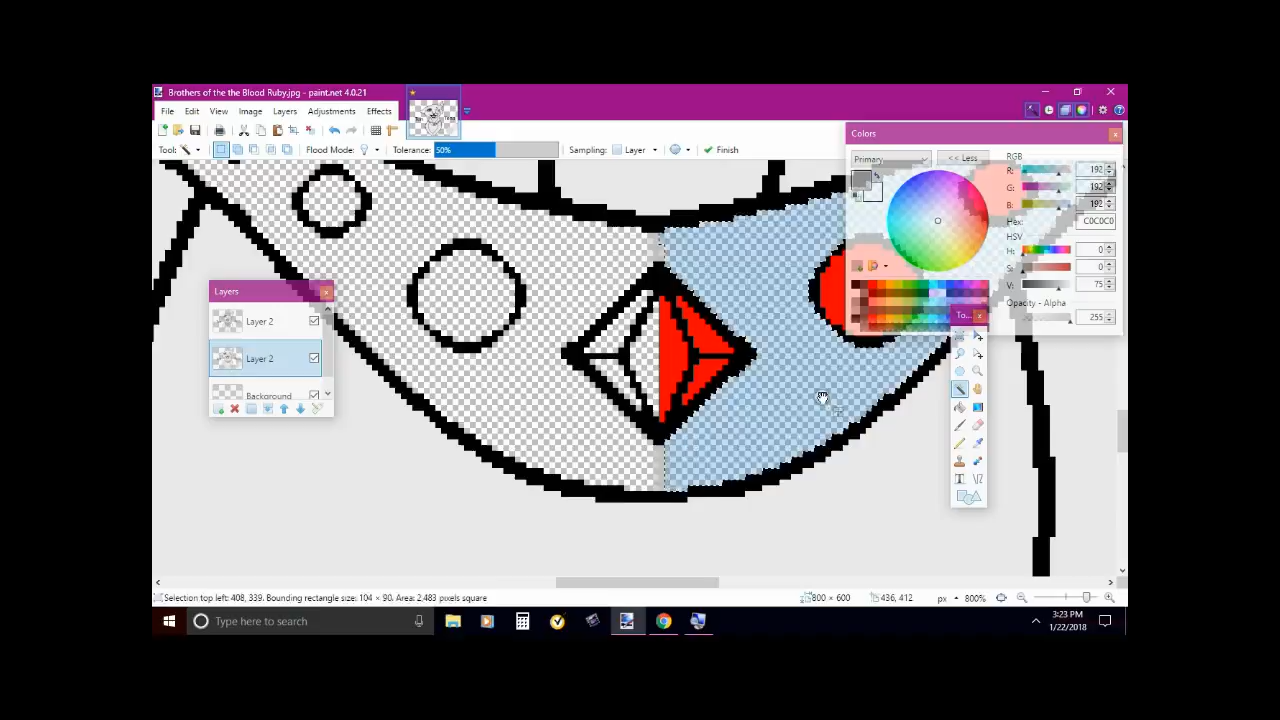 Brothers of the the Blood Ruby.jpg - paint.net 4.0.21
File Edit View Image Layers Adjustments Effects
Tool: Flood Mode: Tolerance: 50% Sampling: Layer Finish
Colors
Primary << Less
RGB
R: 192
G: 192
B: 192
Hex: C0C0C0
HSV
H: 0
S: 0
V: 75
Opacity - Alpha
255
To...
Layers
Layer 2
Layer 2
Background
Selection top left: 408, 339. Bounding rectangle size: 104 × 90, Area: 2,483 pixels square
800 × 600 436, 412 px 800%
Type here to search
3:23 PM
1/22/2018